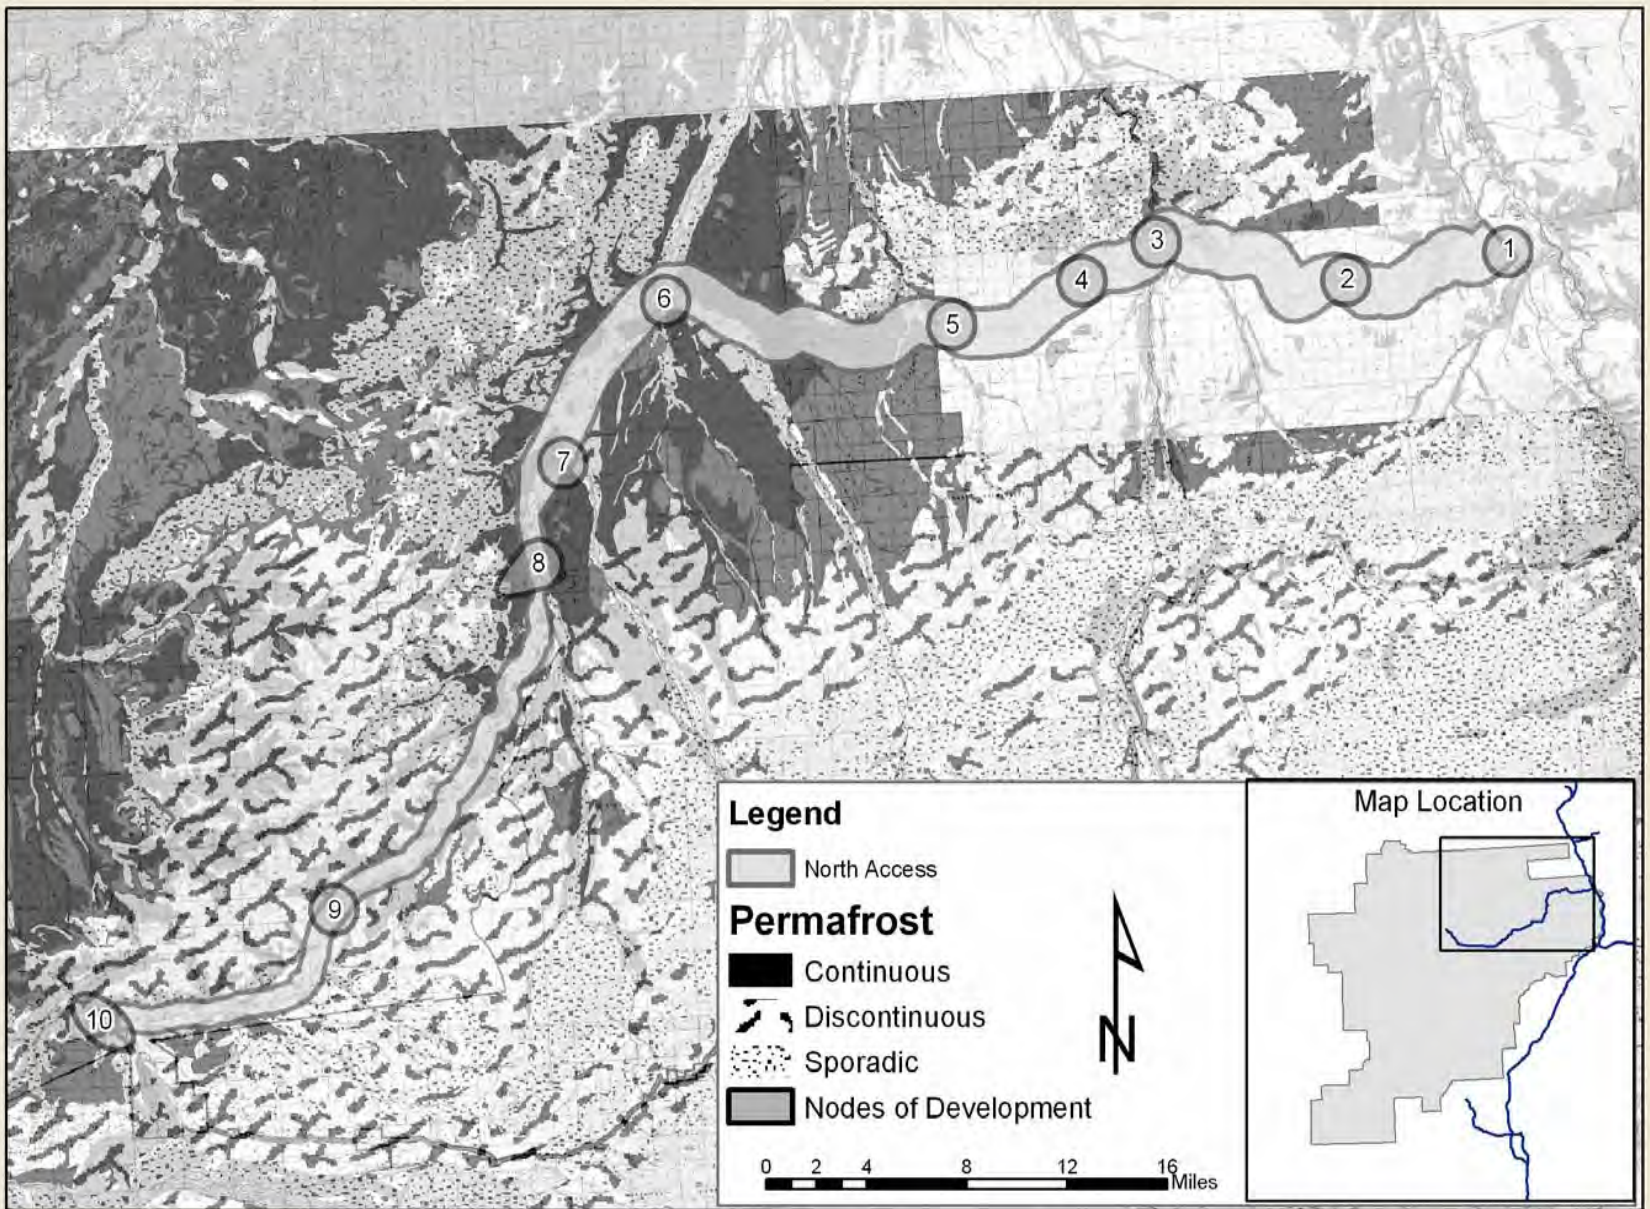 1
2
3
4
5
6
7
8
9
10
Legend
North Access
Permafrost
Continuous
Discontinuous
Sporadic
Nodes of Development
N
0 2 4 8 12 16
Miles
Map Location